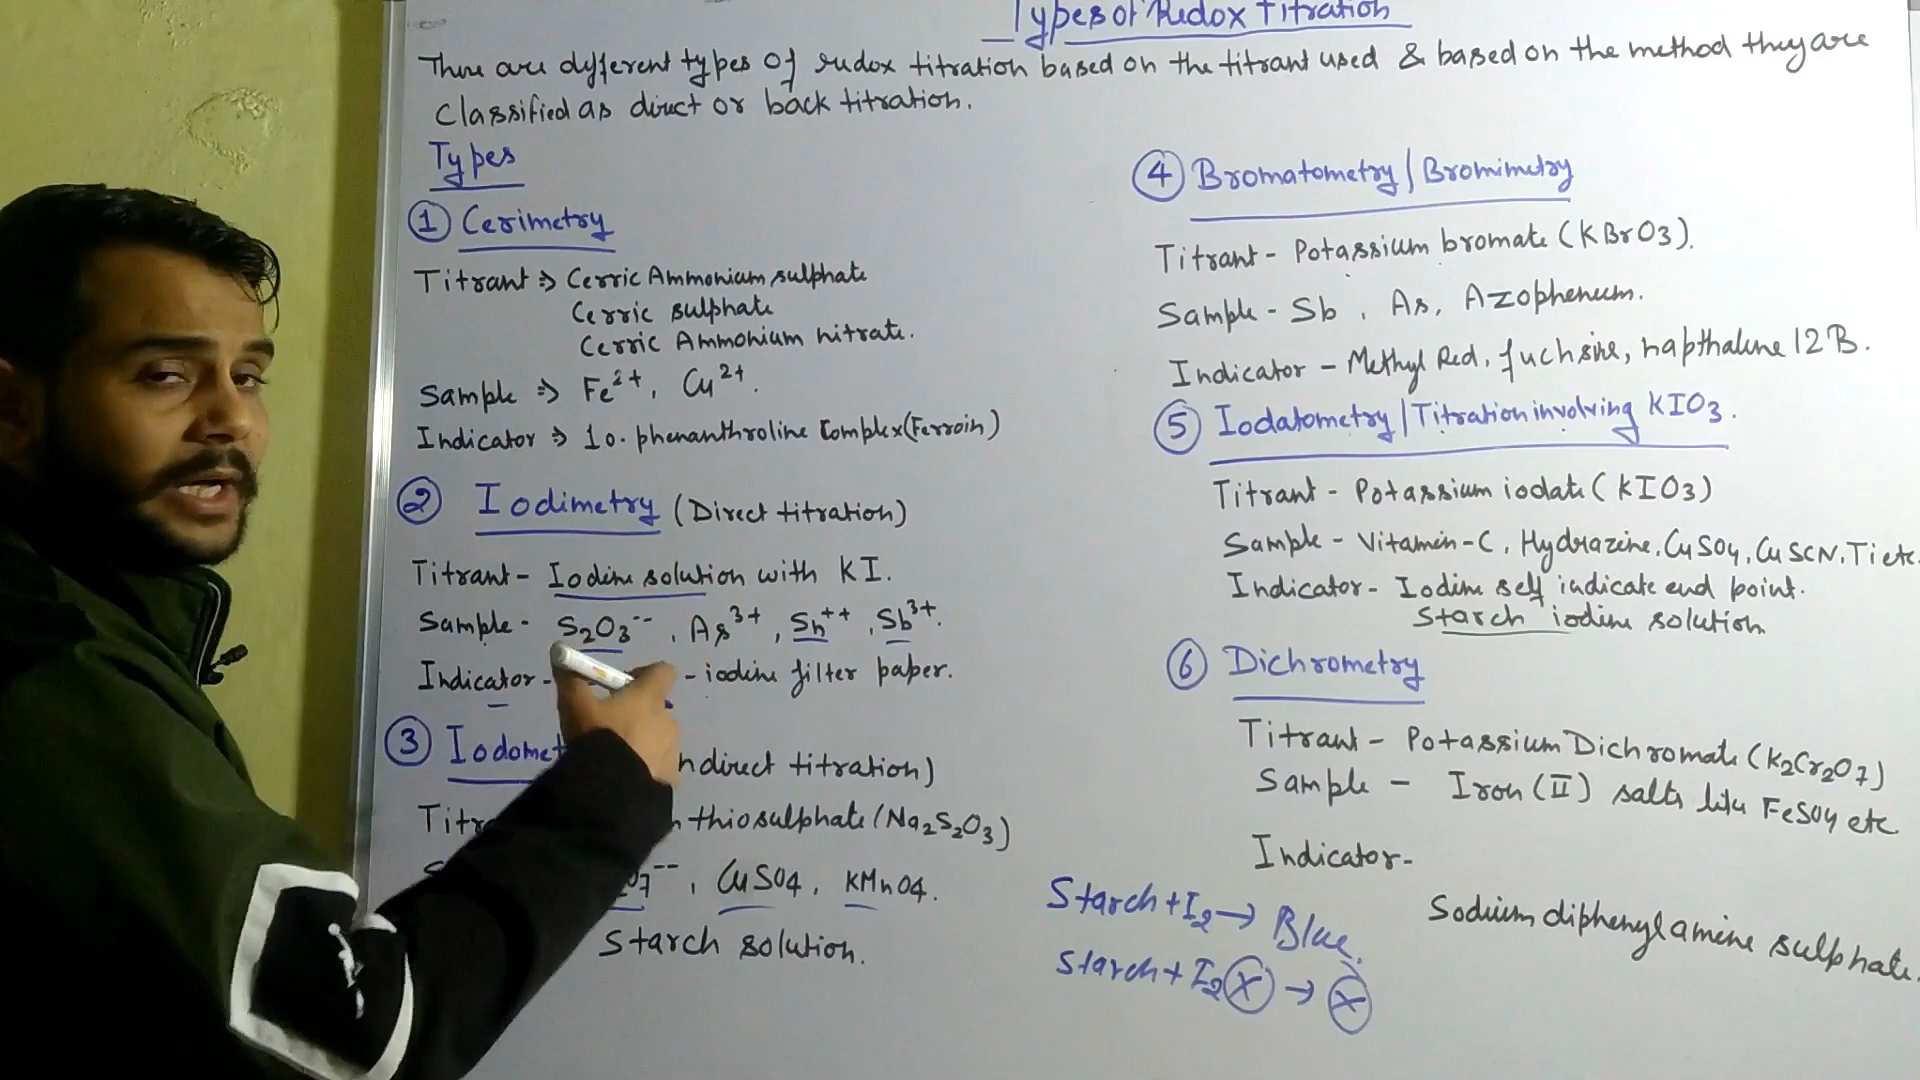 Types of Redox Titration
There are different types of redox titration based on the titrant used & based on the method they are
Classified as direct or back titration.
Types
① Cerimetry
Titrant ⇒ Cerric Ammonium sulphate
Cerric sulphate
Cerric Ammonium nitrate.
Sample ⇒ Fe2+, Cu2+.
Indicator ⇒ 10. phenanthroline Complex (Ferroin)
② Iodimetry (Direct titration)
Titrant - Iodine solution with KI.
Sample - S2O3--, As3+, Sn++, Sb3+.
Indicator - - iodine filter paper.
③ Iodomet ndirect titration)
Titr thiosulphate (Na2S2O3)
7--, CuSO4, KMnO4.
Starch solution.
④ Bromatometry / Bromimetry
Titrant - Potassium bromate (KBrO3).
Sample - Sb, As, Azophenum.
Indicator - Methyl Red, fuchsine, napthalene 12 B.
⑤ Iodatometry / Titration involving KIO3.
Titrant - Potassium iodate (KIO3)
Sample - Vitamin-C, Hydrazine, CuSO4, CuSCN, Ti etc.
Indicator - Iodine self indicate end point.
Starch iodine solution
⑥ Dichrometry
Titrant - Potassium Dichromate (K2Cr2O7)
Sample - Iron (II) salts like FeSO4 etc
Indicator -
Sodium diphenylamine sulphate.
Starch + I2 → Blue.
Starch + I2 ⓧ → ⓧ